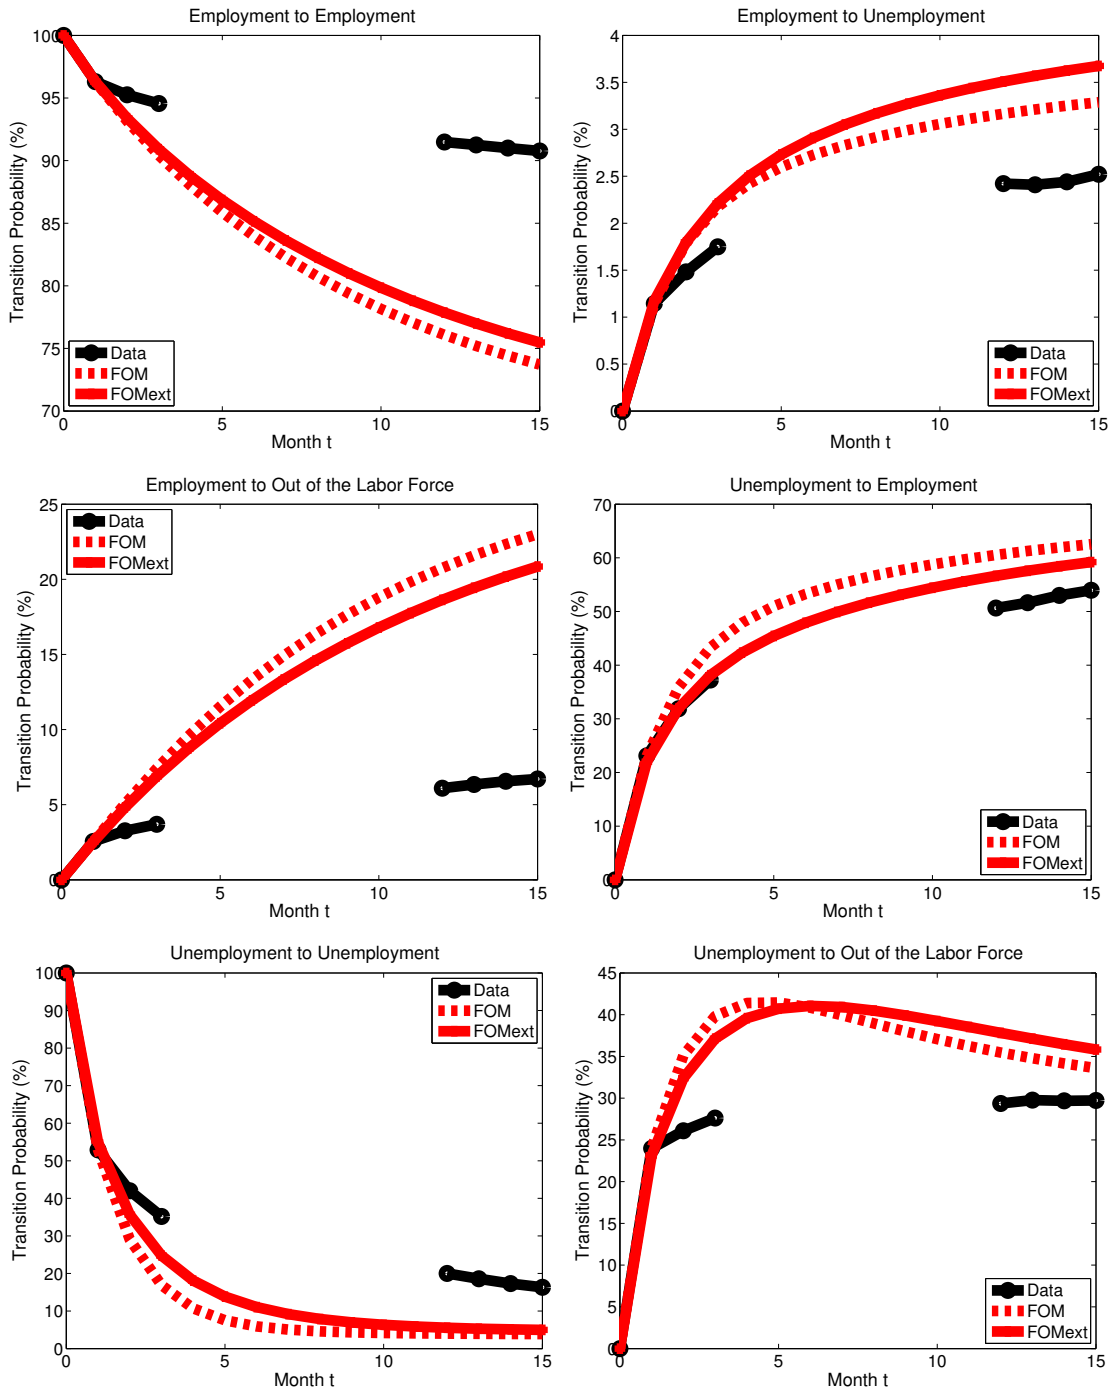 Employment to Employment
Transition Probability (%)
100
95
90
85
80
75
70
0
5
10
15
Month t
Data
FOM
FOMext
Employment to Unemployment
Transition Probability (%)
4
3.5
3
2.5
2
1.5
1
0.5
0
0
5
10
15
Month t
Data
FOM
FOMext
Employment to Out of the Labor Force
Transition Probability (%)
25
20
15
10
5
0
0
5
10
15
Month t
Data
FOM
FOMext
Unemployment to Employment
Transition Probability (%)
70
60
50
40
30
20
10
0
0
5
10
15
Month t
Data
FOM
FOMext
Unemployment to Unemployment
Transition Probability (%)
100
90
80
70
60
50
40
30
20
10
0
0
5
10
15
Month t
Data
FOM
FOMext
Unemployment to Out of the Labor Force
Transition Probability (%)
45
40
35
30
25
20
15
10
5
0
0
5
10
15
Month t
Data
FOM
FOMext